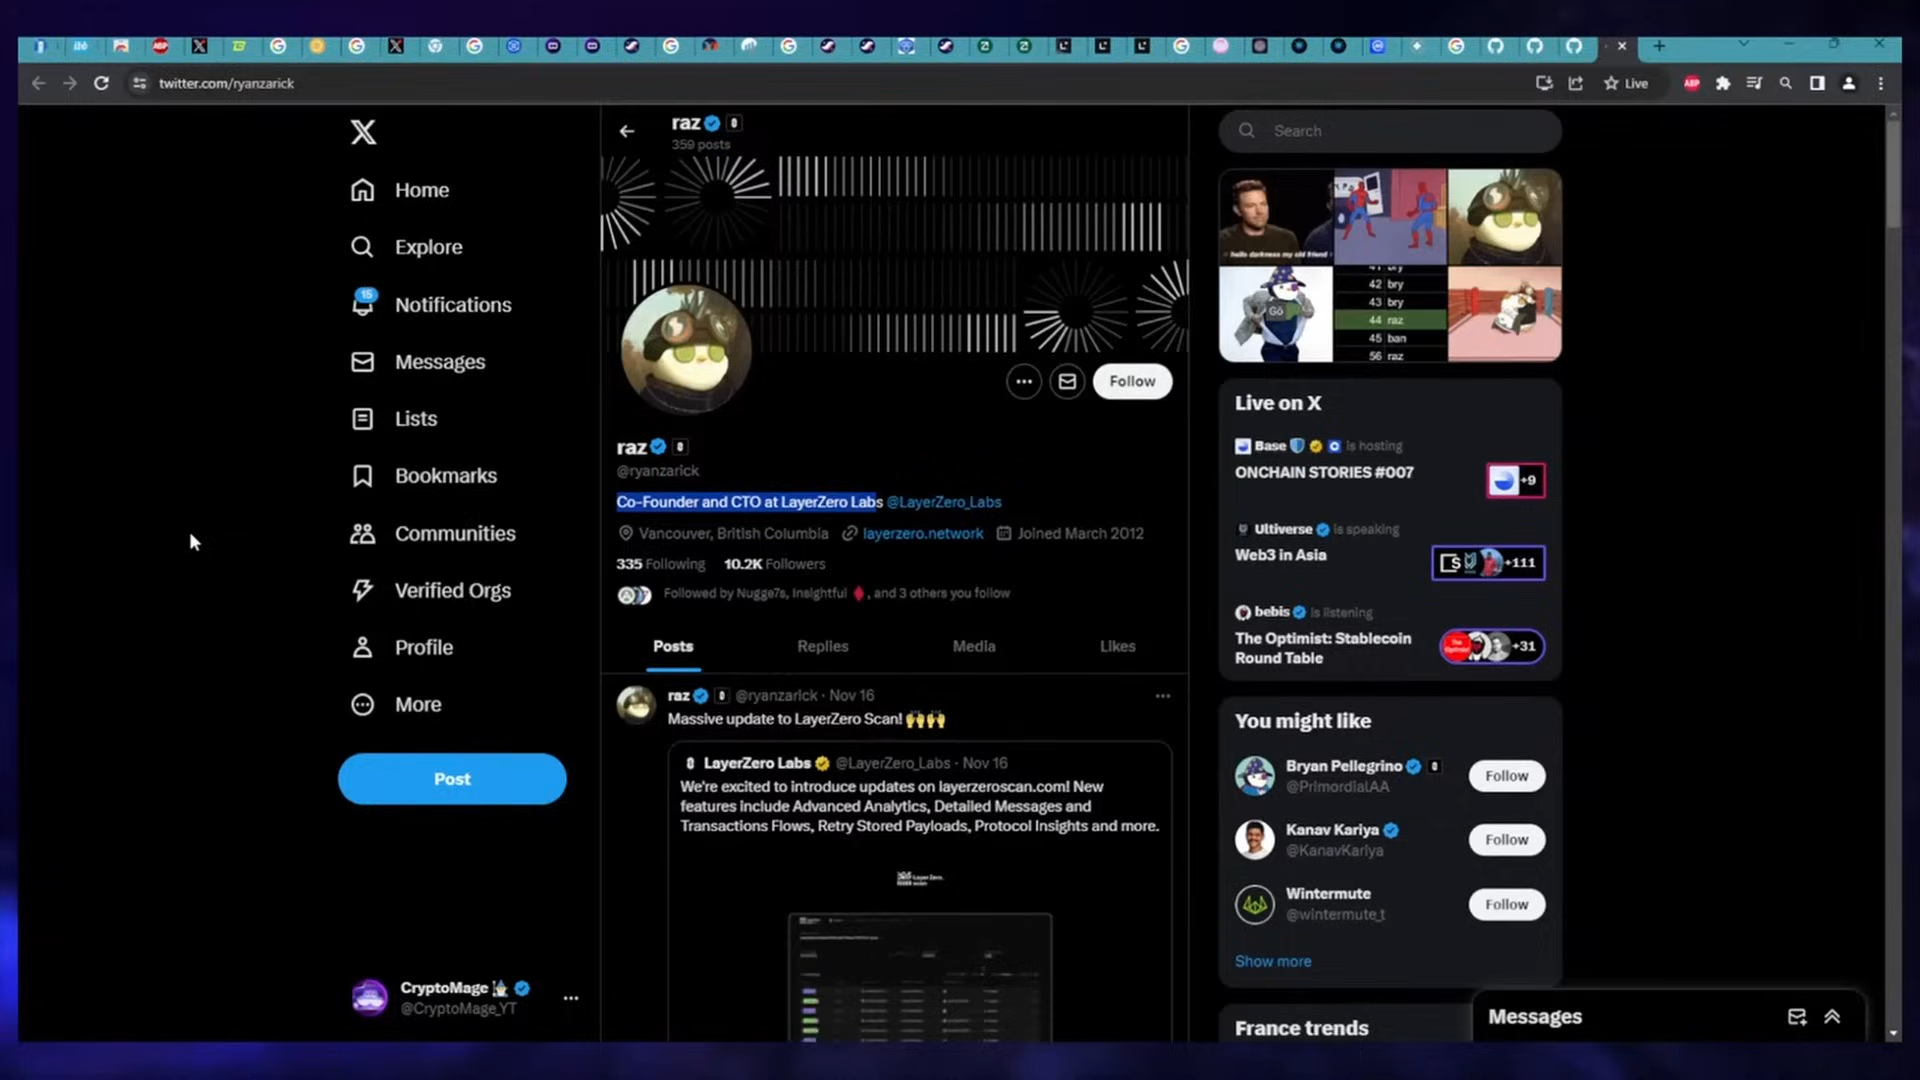 twitter.com/ryanzarick
Live
ABP
Home
Explore
15
Notifications
Messages
Lists
Bookmarks
Communities
Verified Orgs
Profile
More
Post
CryptoMage
@CryptoMage_YT
raz
359 posts
Follow
raz
@ryanzarick
Co-Founder and CTO at LayerZero Labs @LayerZero_Labs
Vancouver, British Columbia layerzero.network Joined March 2012
335 Following 10.2K Followers
Followed by Nugge7s, Insightful, and 3 others you follow
Posts Replies Media Likes
raz @ryanzarick · Nov 16
Massive update to LayerZero Scan!
LayerZero Labs @LayerZero_Labs · Nov 16
We're excited to introduce updates on layerzeroscan.com! New
features include Advanced Analytics, Detailed Messages and
Transactions Flows, Retry Stored Payloads, Protocol Insights and more.
Search
hello darkness my old friend
42 bry
43 bry
44 raz
45 ban
56 raz
Live on X
Base is hosting
ONCHAIN STORIES #007
+9
Ultiverse is speaking
Web3 in Asia
+111
bebis is listening
The Optimist: Stablecoin
Round Table
+31
You might like
Bryan Pellegrino
@PrimordialAA
Follow
Kanav Kariya
@KanavKariya
Follow
Wintermute
@wintermute_t
Follow
Show more
France trends
Messages